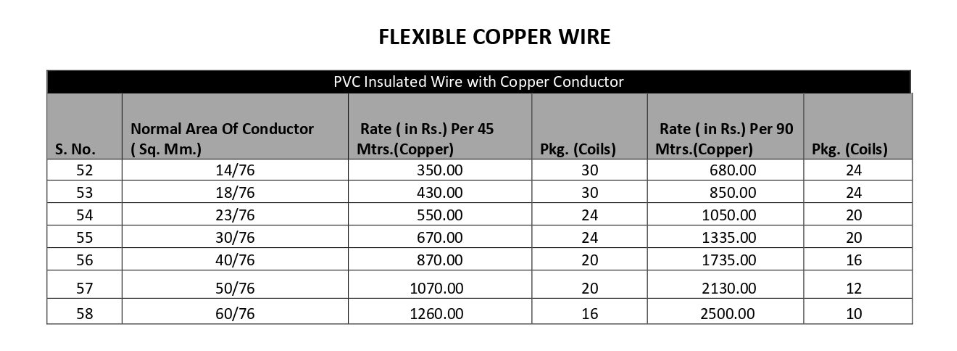 FLEXIBLE COPPER WIRE
PVC Insulated Wire with Copper Conductor
S. No. Normal Area Of Conductor ( Sq. Mm.) Rate ( in Rs.) Per 45 Mtrs.(Copper) Pkg. (Coils) Rate ( in Rs.) Per 90 Mtrs.(Copper) Pkg. (Coils)
52 14/76 350.00 30 680.00 24
53 18/76 430.00 30 850.00 24
54 23/76 550.00 24 1050.00 20
55 30/76 670.00 24 1335.00 20
56 40/76 870.00 20 1735.00 16
57 50/76 1070.00 20 2130.00 12
58 60/76 1260.00 16 2500.00 10